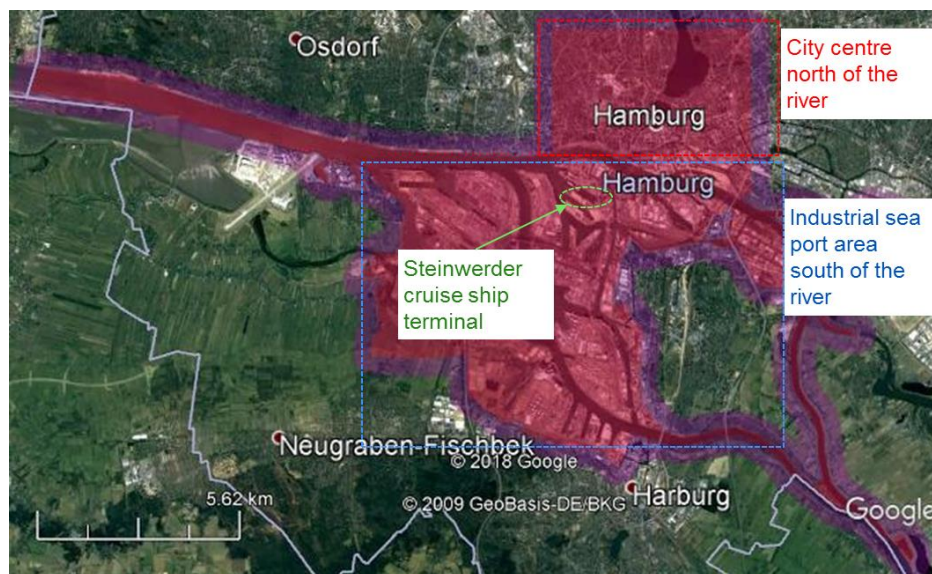 Osdorf
City centre
north of the
river
Hamburg
Hamburg
Industrial sea
port area
south of the
river
Steinwerder
cruise ship
terminal
Neugraben-Fischbek
© 2018 Google
5.62 km
© 2009 GeoBasis-DE/BKG
Harburg
Google